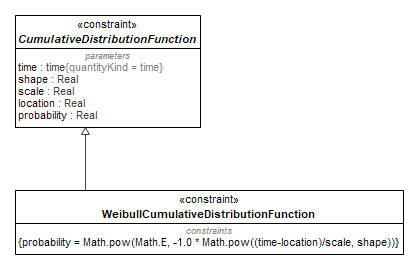 «constraint»
CumulativeDistributionFunction
parameters
time : time{quantityKind = time}
shape : Real
scale : Real
location : Real
probability : Real
«constraint»
WeibullCumulativeDistributionFunction
constraints
{probability = Math.pow(Math.E, -1.0 * Math.pow((time-location)/scale, shape))}